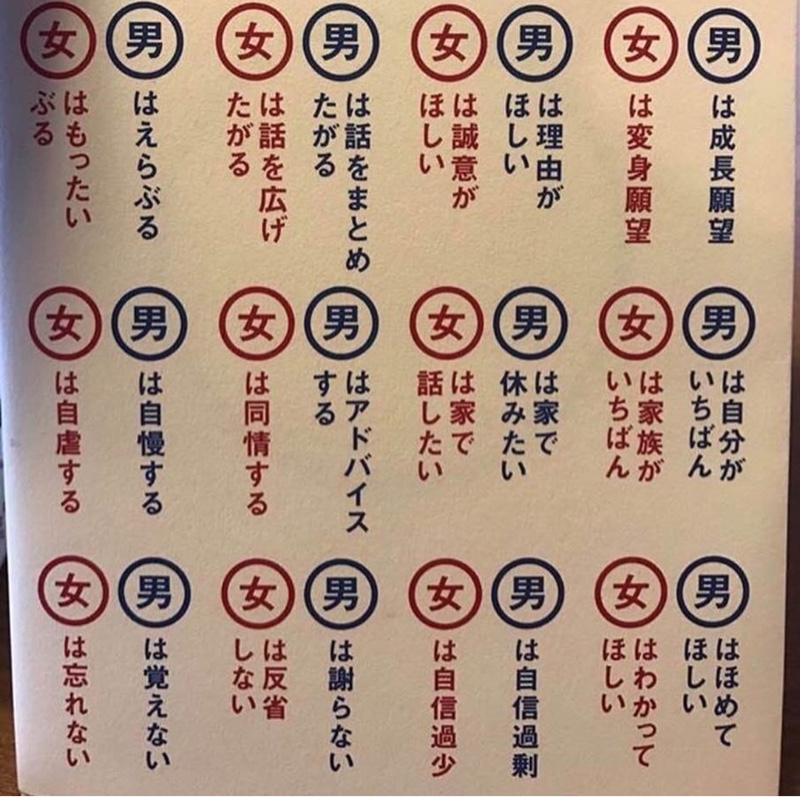 男は成長願望
女は変身願望
男は理由が
ほしい
女は誠意が
ほしい
男は話をまとめ
たがる
女は話を広げ
たがる
男はえらぶる
女はもったい
ぶる
男は自分が
いちばん
女は家族が
いちばん
男は家で
休みたい
女は家で
話したい
男はアドバイス
する
女は同情する
男は自慢する
女は自虐する
男はほめて
ほしい
女はわかって
ほしい
男は自信過剰
女は自信過少
男は謝らない
女は反省
しない
男は覚えない
女は忘れない